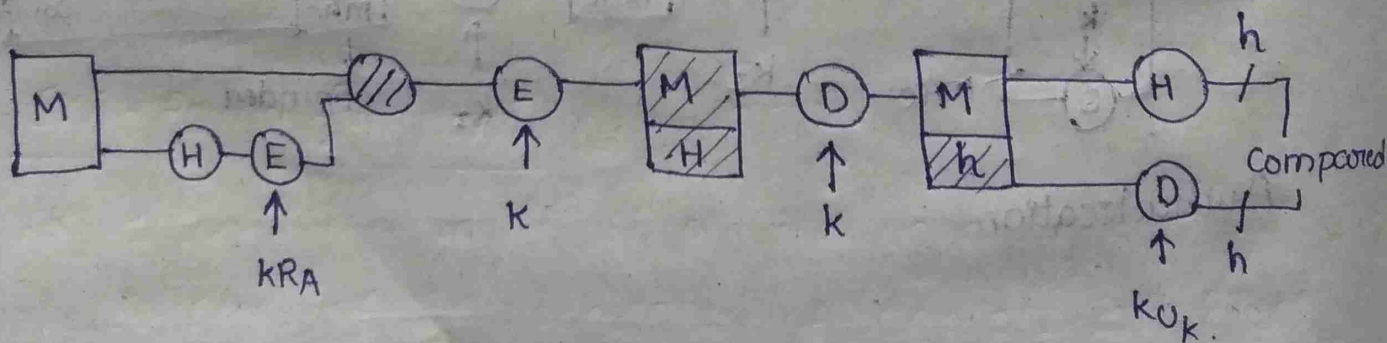 h
M E M D M H
H E H h Compared
D
K k h
kRA
kUk.